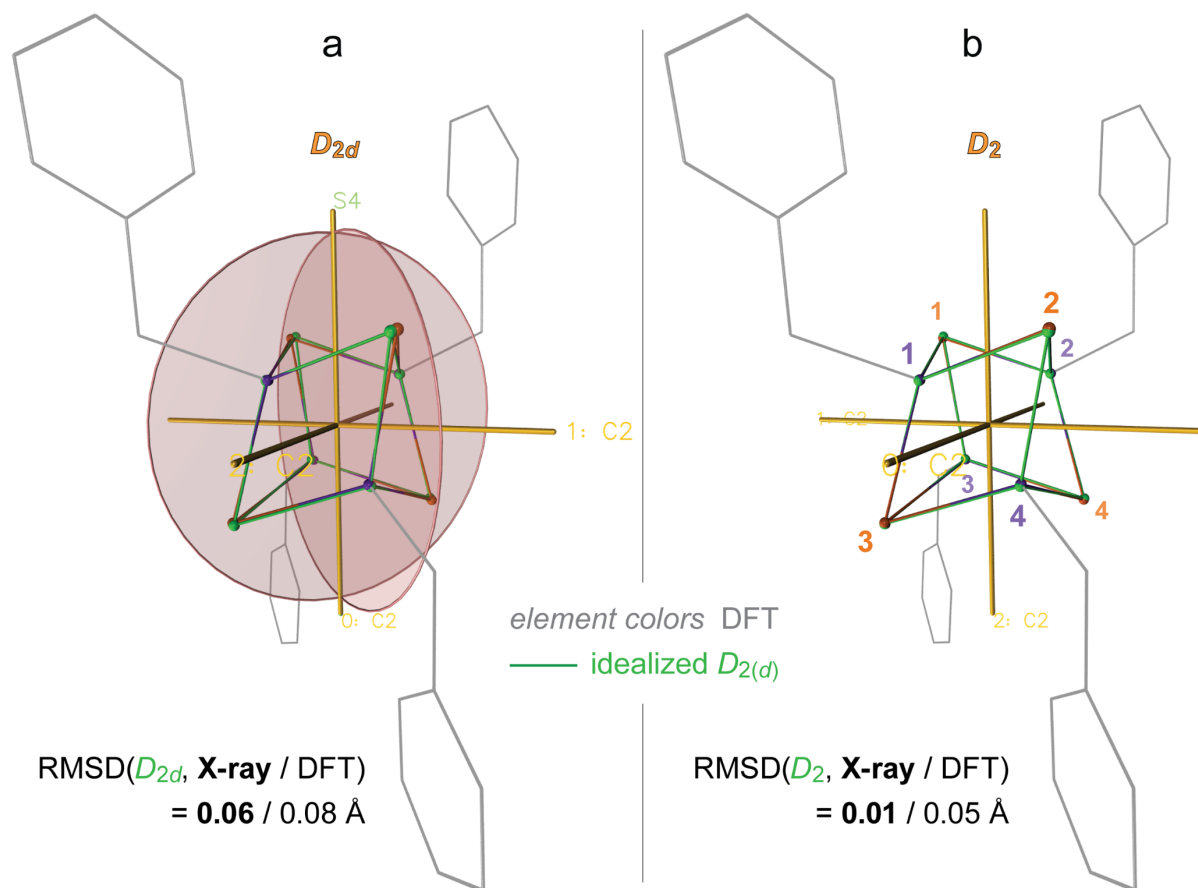 a
D2d
S4
1: C2
2: C2
0: C2
RMSD(D2d, X-ray / DFT)
= 0.06 / 0.08 Å
b
D2
1
2
1
2
1: C2
0: C2
3
4
3
4
2: C2
element colors DFT
idealized D2(d)
RMSD(D2, X-ray / DFT)
= 0.01 / 0.05 Å